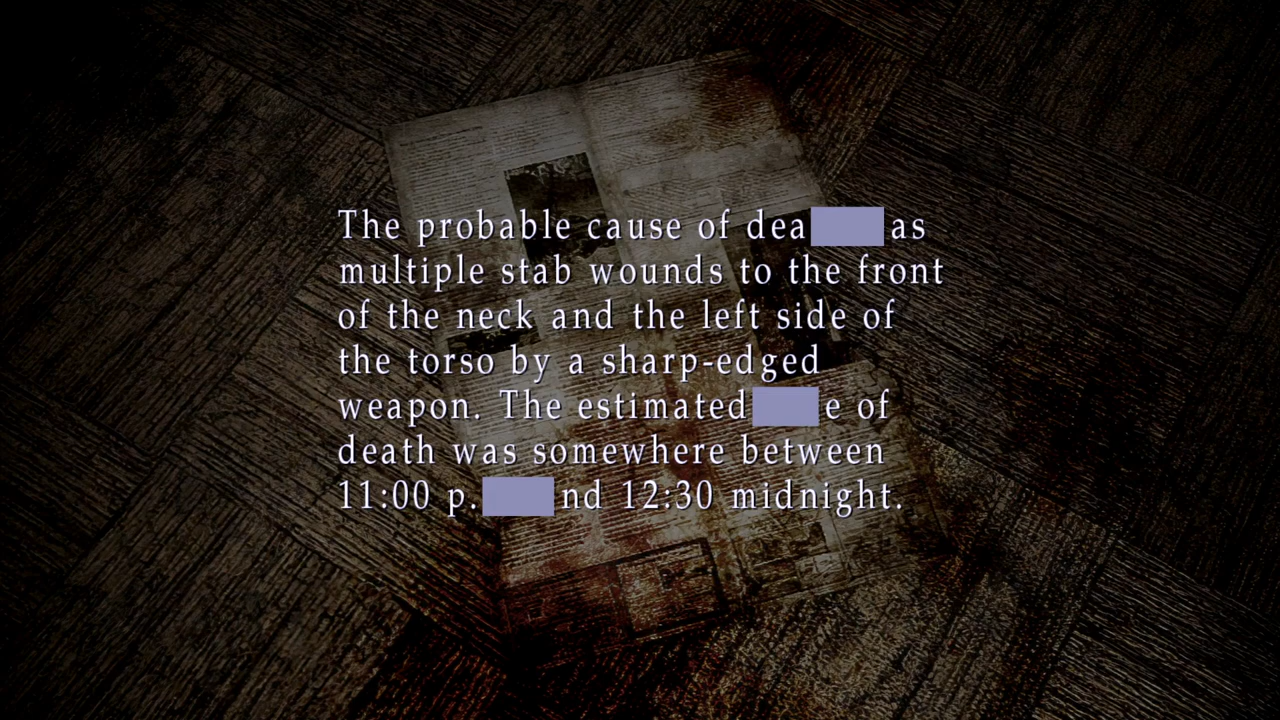 The probable cause of dea as
multiple stab wounds to the front
of the neck and the left side of
the torso by a sharp-edged
weapon. The estimated e of
death was somewhere between
11:00 p. nd 12:30 midnight.